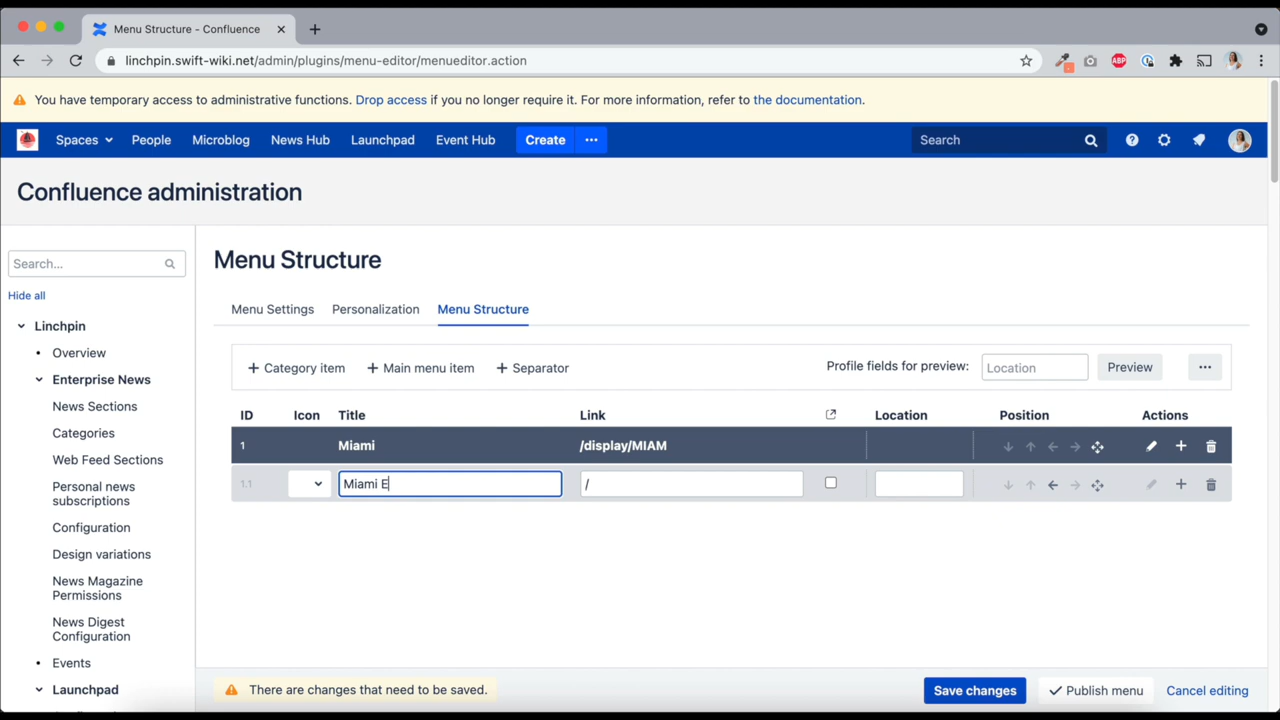 Menu Structure - Confluence
linchpin.swift-wiki.net/admin/plugins/menu-editor/menueditor.action
ABP
You have temporary access to administrative functions. Drop access if you no longer require it. For more information, refer to the documentation.
Spaces People Microblog News Hub Launchpad Event Hub Create ••• Search
Confluence administration
Search...
Hide all
Linchpin
• Overview
Enterprise News
News Sections
Categories
Web Feed Sections
Personal news
subscriptions
Configuration
Design variations
News Magazine
Permissions
News Digest
Configuration
• Events
Launchpad
Menu Structure
Menu Settings Personalization Menu Structure
+ Category item + Main menu item + Separator Profile fields for preview: Location Preview •••
ID Icon Title Link Location Position Actions
1 Miami /display/MIAM
1.1 Miami E /
There are changes that need to be saved. Save changes Publish menu Cancel editing